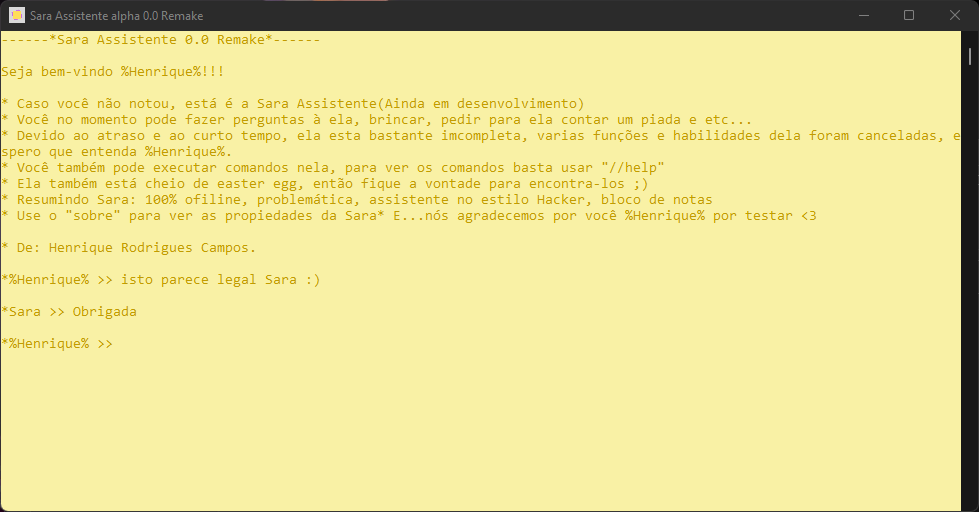 Sara Assistente alpha 0.0 Remake
------*Sara Assistente 0.0 Remake*------
Seja bem-vindo %Henrique%!!!
* Caso você não notou, está é a Sara Assistente(Ainda em desenvolvimento)
* Você no momento pode fazer perguntas à ela, brincar, pedir para ela contar um piada e etc...
* Devido ao atraso e ao curto tempo, ela esta bastante imcompleta, varias funções e habilidades dela foram canceladas, e
spero que entenda %Henrique%.
* Você também pode executar comandos nela, para ver os comandos basta usar "//help"
* Ela também está cheio de easter egg, então fique a vontade para encontra-los ;)
* Resumindo Sara: 100% ofiline, problemática, assistente no estilo Hacker, bloco de notas
* Use o "sobre" para ver as propiedades da Sara* E...nós agradecemos por você %Henrique% por testar <3
* De: Henrique Rodrigues Campos.
*%Henrique% >> isto parece legal Sara :)
*Sara >> Obrigada
*%Henrique% >>